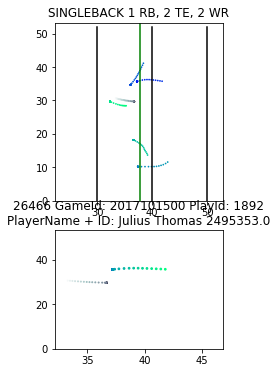 SINGLEBACK 1 RB, 2 TE, 2 WR
50
40
30
20
10
0
30 40 50
26466 GameId: 2017101500 PlayId: 1892
PlayerName + ID: Julius Thomas 2495353.0
40
20
0
35 40 45